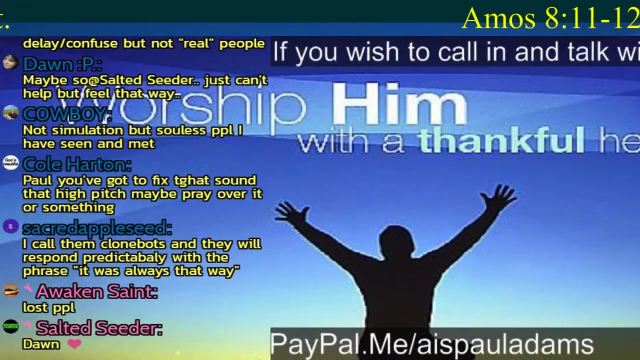 t.
Amos 8:11-12
delay/confuse but not "real" people
If you wish to call in and talk wi
Dawn :P.:
Maybe so@Salted Seeder.. just can't
help but feel that way..
worship Him
with a thankful he
COWBOY:
Not simulation but souless ppl I
have seen and met
God is beautiful
Cole Harton:
Paul you've got to fix tghat sound
that high pitch maybe pray over it
or something
s
sacredappleseed:
I call them clonebots and they will
respond predictabaly with the
phrase "it was always that way"
Awaken Saint:
lost ppl
Salted Seeder:
Dawn
PayPal.Me/aispauladams